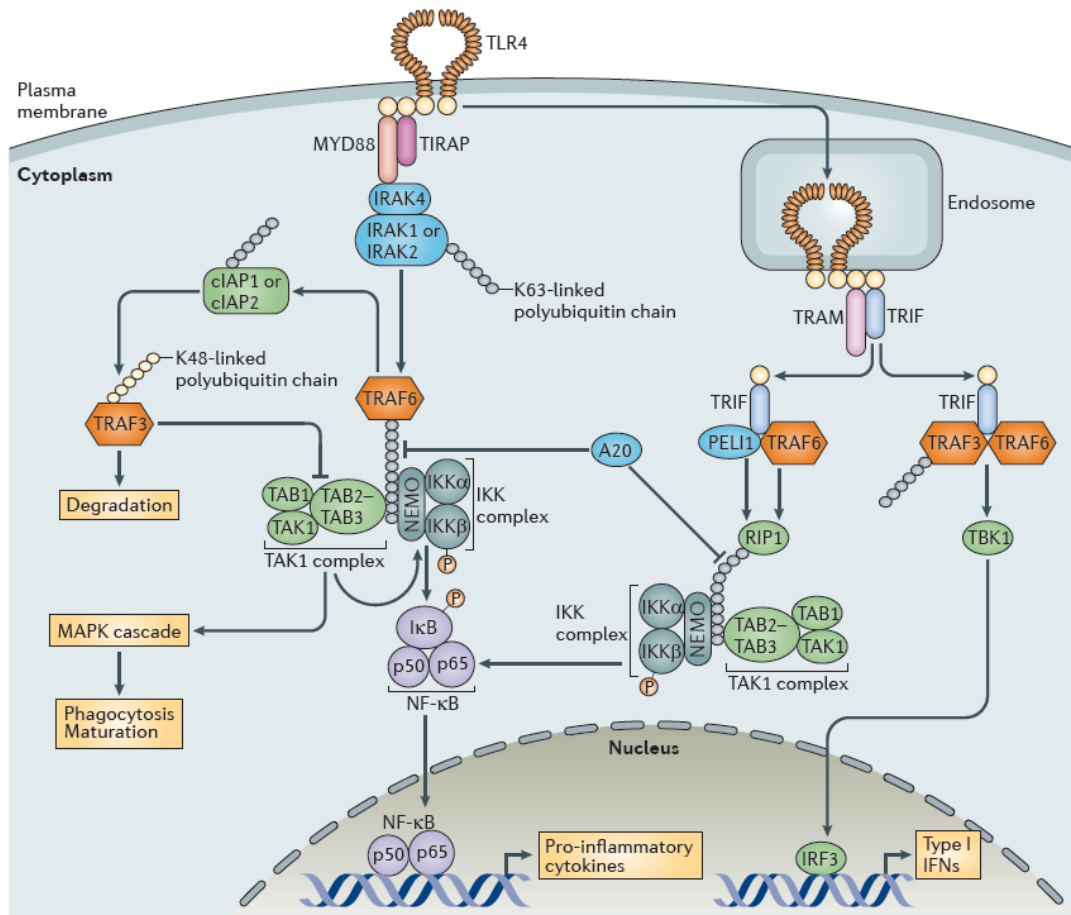 TLR4
Plasma
membrane
MYD88
TIRAP
Cytoplasm
IRAK4
IRAK1 or
IRAK2
Endosome
cIAP1 or
cIAP2
K63-linked
polyubiquitin chain
TRAM
TRIF
K48-linked
polyubiquitin chain
TRAF3
TRAF6
TRIF
PELI1
TRAF6
TRIF
TRAF3
TRAF6
A20
Degradation
TAB1
TAK1
TAB2–
TAB3
NEMO
IKKα
IKKβ
P
IKK
complex
TAK1 complex
RIP1
TBK1
MAPK cascade
Phagocytosis
Maturation
P
IκB
p50
p65
NF-κB
IKK
complex
IKKα
IKKβ
P
NEMO
TAB2–
TAB3
TAB1
TAK1
TAK1 complex
Nucleus
NF-κB
p50
p65
Pro-inflammatory
cytokines
IRF3
Type I
IFNs